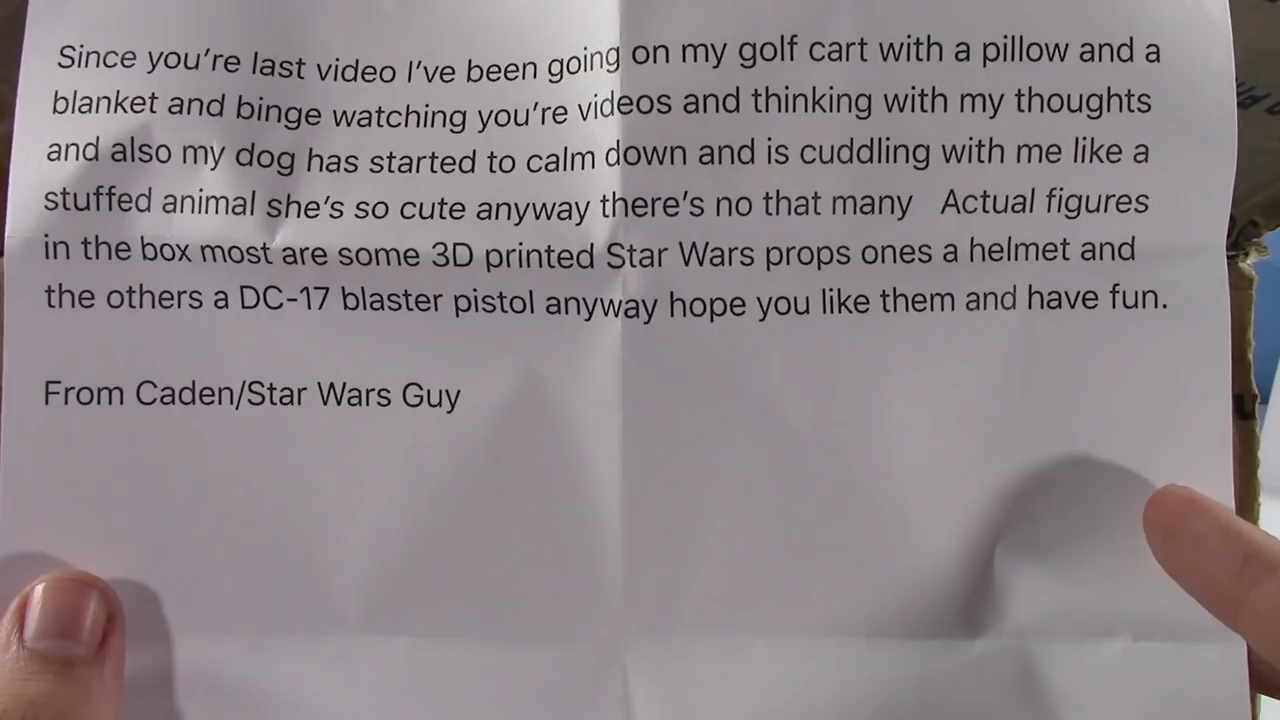 Since you're last video I've been going on my golf cart with a pillow and a
blanket and binge watching you're videos and thinking with my thoughts
and also my dog has started to calm down and is cuddling with me like a
stuffed animal she's so cute anyway there's no that many Actual figures
in the box most are some 3D printed Star Wars props ones a helmet and
the others a DC-17 blaster pistol anyway hope you like them and have fun.
From Caden/Star Wars Guy